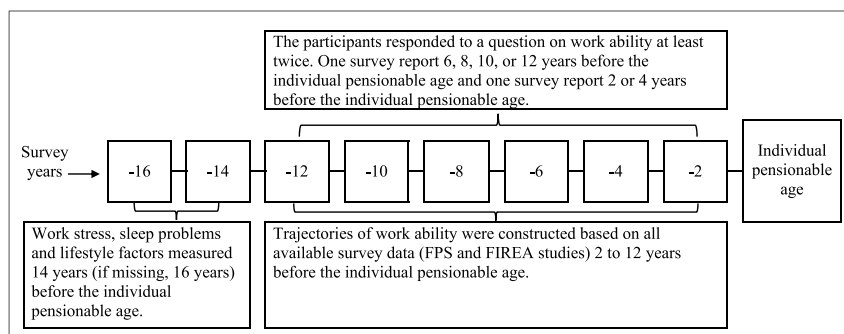 The participants responded to a question on work ability at least
twice. One survey report 6, 8, 10, or 12 years before the
individual pensionable age and one survey report 2 or 4 years
before the individual pensionable age.
Survey
years
-16
-14
-12
-10
-8
-6
-4
-2
Individual
pensionable
age
Work stress, sleep problems
and lifestyle factors measured
14 years (if missing, 16 years)
before the individual
pensionable age.
Trajectories of work ability were constructed based on all
available survey data (FPS and FIREA studies) 2 to 12 years
before the individual pensionable age.